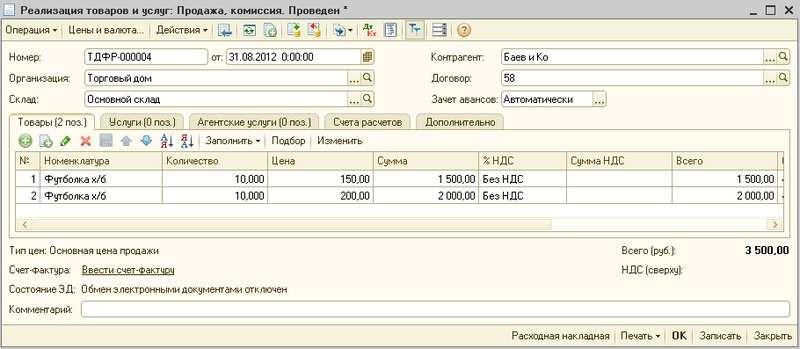 Реализация товаров и услуг: Продажа, комиссия. Проведен *
Операция Цены и валюта... Действия Дт Кт
Номер: ТДФР-000004 от: 31.08.2012 0:00:00 Контрагент: Баев и Ко
Организация: Торговый дом Договор: 58
Склад: Основной склад Зачет авансов: Автоматически
Товары (2 поз.) Услуги (0 поз.) Агентские услуги (0 поз.) Счета расчетов Дополнительно
Заполнить Подбор Изменить
№ Номенклатура Количество Цена Сумма % НДС Сумма НДС Всего
1 Футболка х/б 10,000 150,00 1 500,00 Без НДС 1 500,00
2 Футболка х/б 10,000 200,00 2 000,00 Без НДС 2 000,00
Тип цен: Основная цена продажи Всего (руб.): 3 500,00
Счет-фактура: Ввести счет-фактуру НДС (сверху):
Состояние ЭД: Обмен электронными документами отключен
Комментарий:
Расходная накладная Печать OK Записать Закрыть